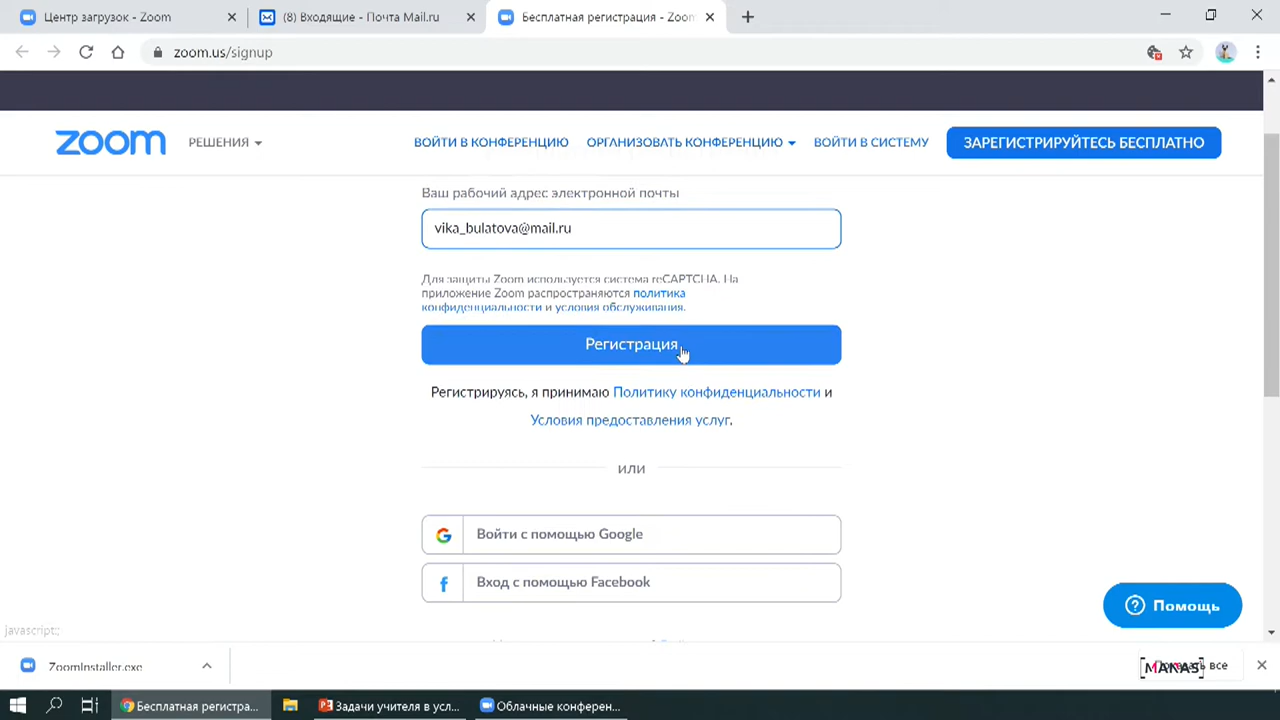 Центр загрузок - Zoom
(8) Входящие - Почта Mail.ru
Бесплатная регистрация - Zoom
zoom.us/signup
zoom
РЕШЕНИЯ
ВОЙТИ В КОНФЕРЕНЦИЮ
ОРГАНИЗОВАТЬ КОНФЕРЕНЦИЮ
ВОЙТИ В СИСТЕМУ
ЗАРЕГИСТРИРУЙТЕСЬ БЕСПЛАТНО
Ваш рабочий адрес электронной почты
vika_bulatova@mail.ru
Для защиты Zoom используется система reCAPTCHA. На
приложение Zoom распространяются политика
конфиденциальности и условия обслуживания.
Регистрация
Регистрируясь, я принимаю Политику конфиденциальности и
Условия предоставления услуг.
или
Войти с помощью Google
Вход с помощью Facebook
Помощь
javascript:;
ZoomInstaller.exe
[MAKAS]
все
Бесплатная регистра...
Задачи учителя в усл...
Облачные конферен...